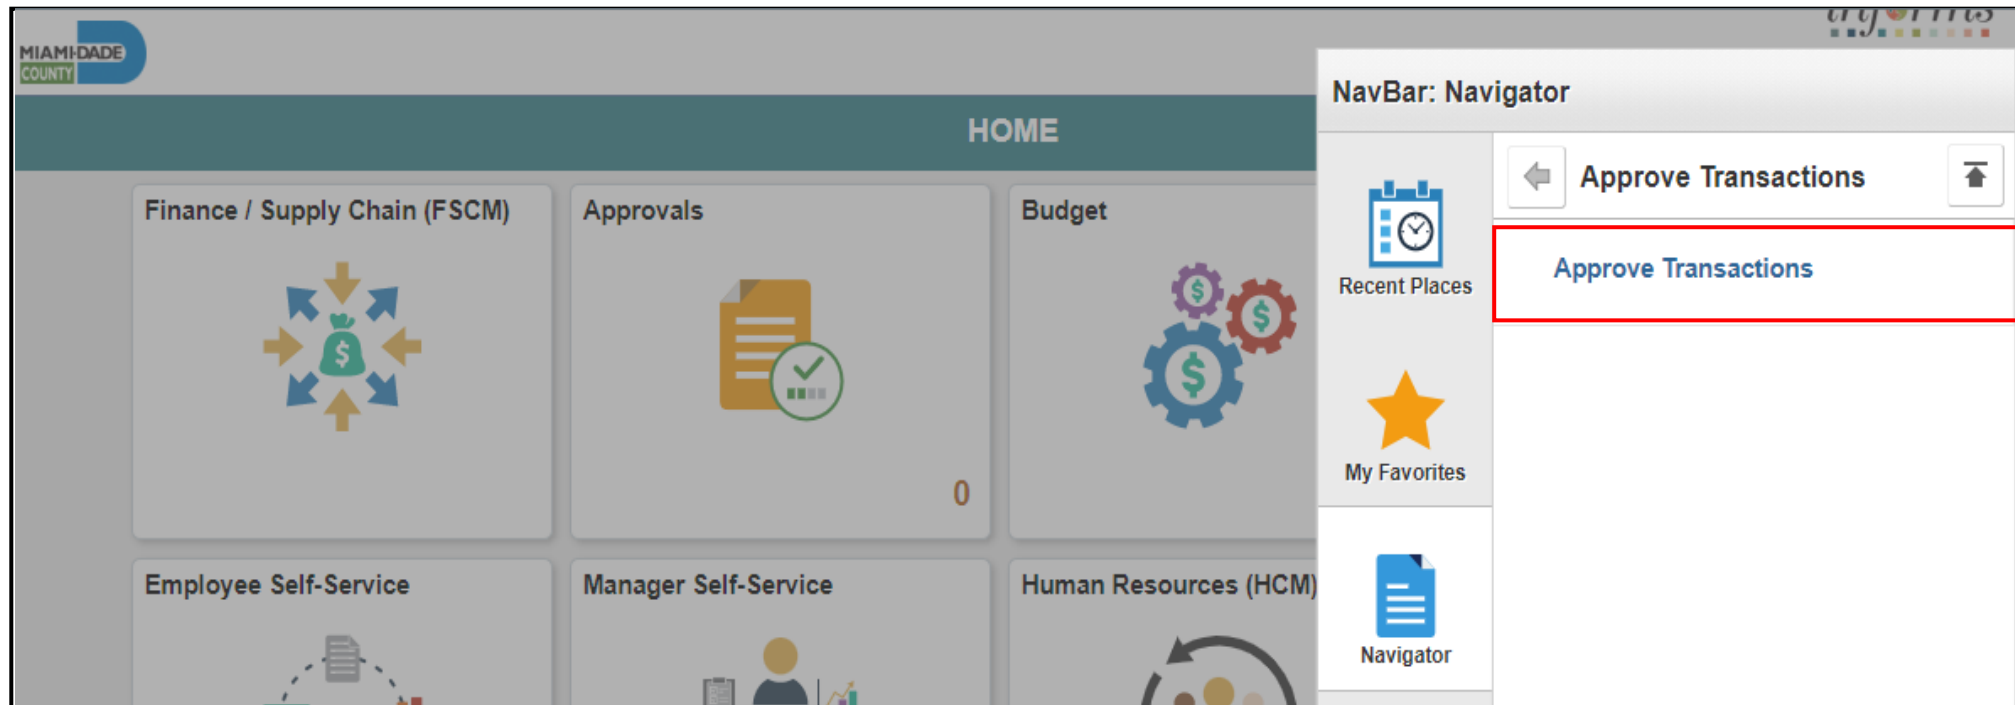 MIAMI-DADE
COUNTY
informs
NavBar: Navigator
HOME
Approve Transactions
Finance / Supply Chain (FSCM)
Approvals
Budget
Recent Places
Approve Transactions
My Favorites
0
Employee Self-Service
Manager Self-Service
Human Resources (HCM)
Navigator